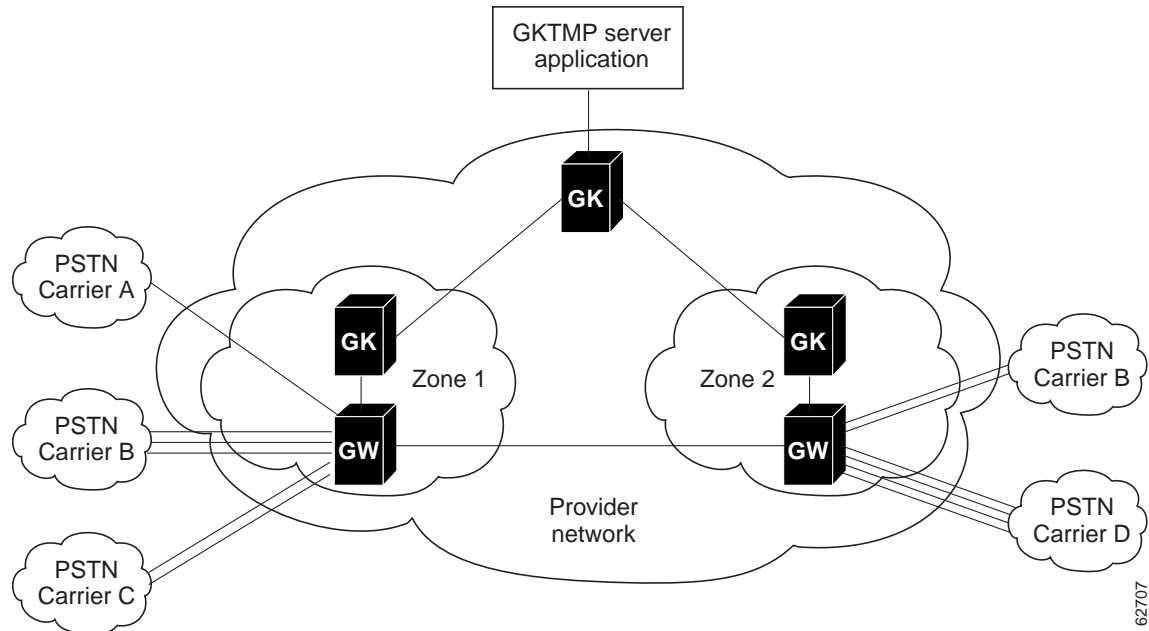 GKTMP server
application
GK
PSTN
Carrier A
GK
Zone 1
GK
Zone 2
PSTN
Carrier B
PSTN
Carrier B
GW
GW
Provider
network
PSTN
Carrier D
PSTN
Carrier C
62707